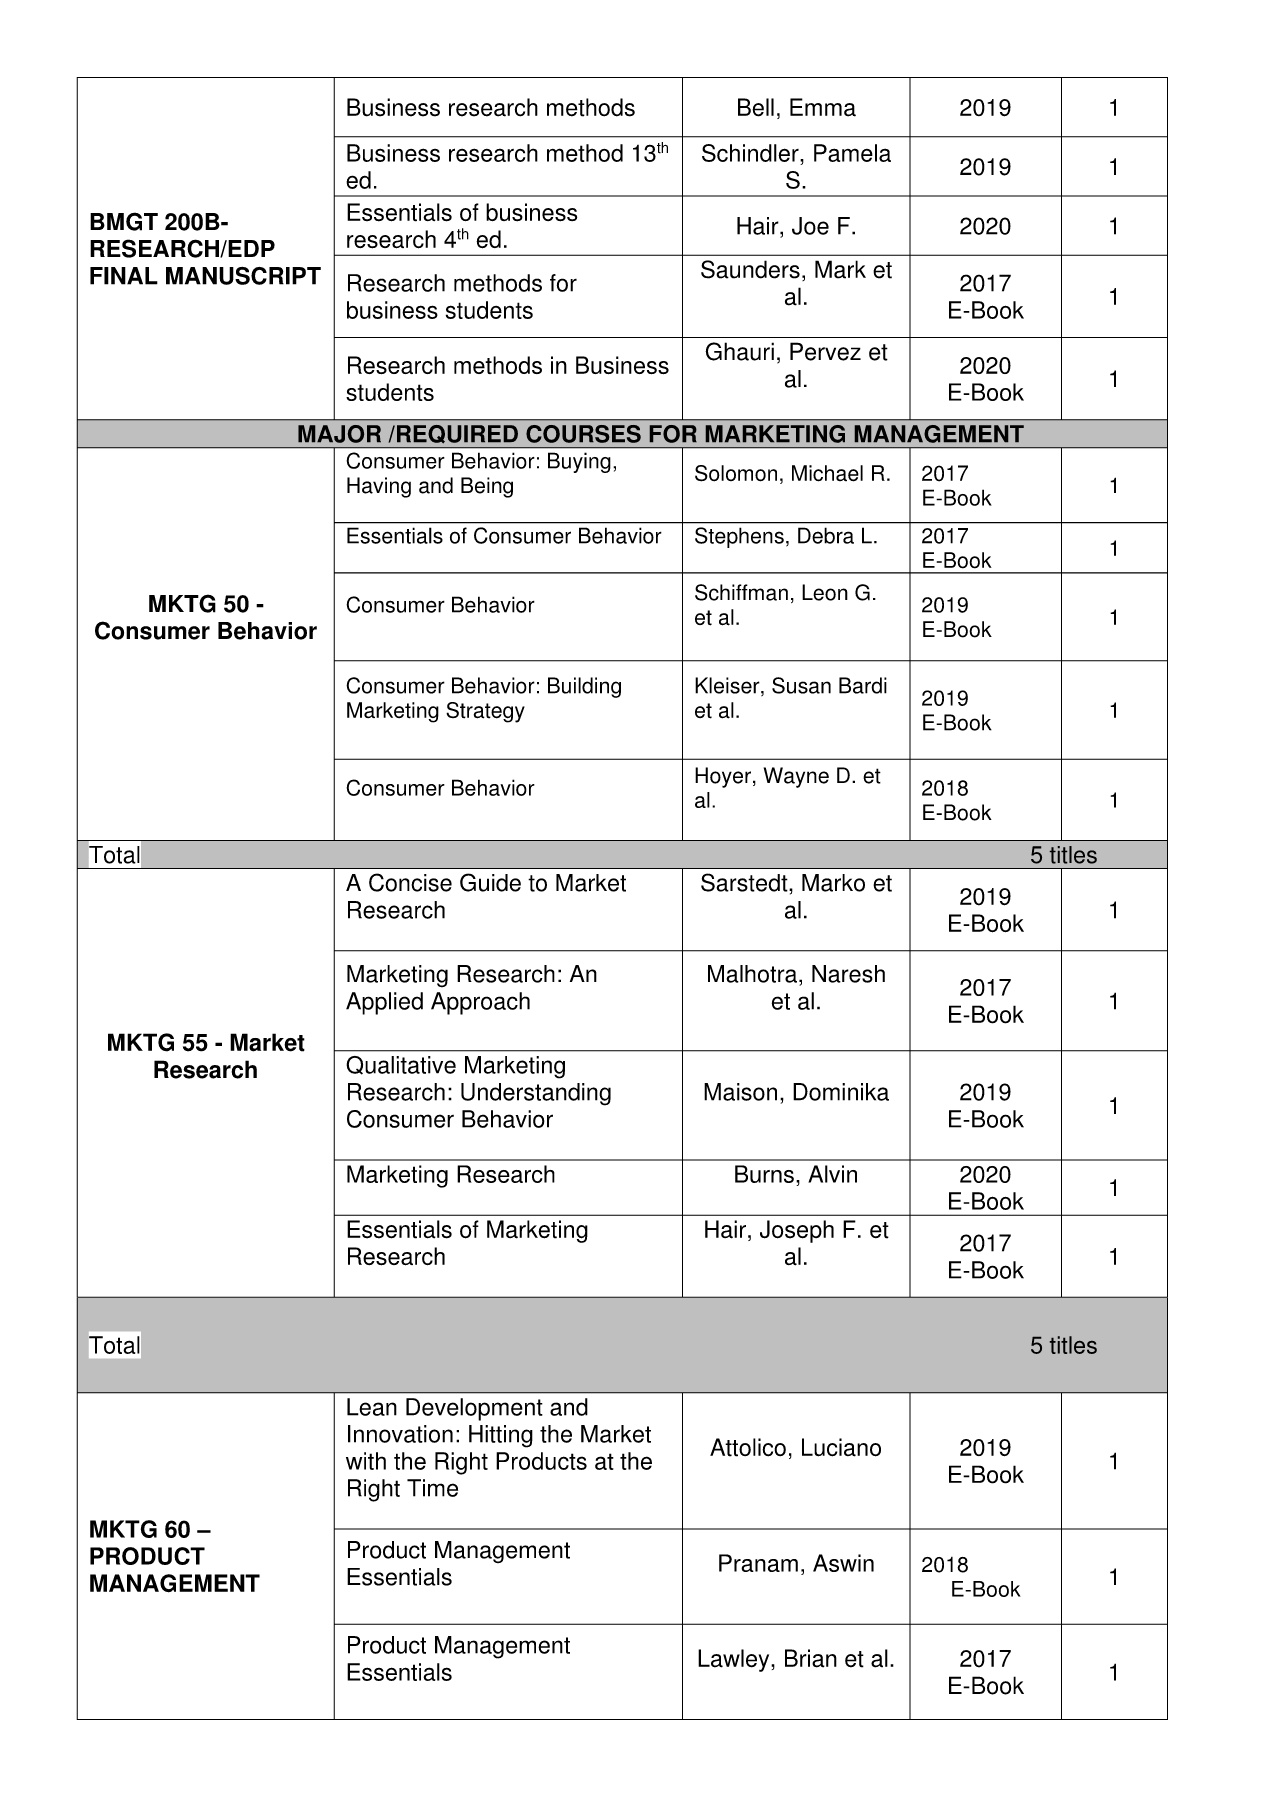 Business research methods
Bell, Emma
2019
1
BMGT 200B-
RESEARCH/EDP
FINAL MANUSCRIPT
Business research method 13th
ed.
Schindler, Pamela
S.
2019
1
Essentials of business
research 4th ed.
Hair, Joe F.
2020
1
Research methods for
business students
Saunders, Mark et
al.
2017
E-Book
1
Research methods in Business
students
Ghauri, Pervez et
al.
2020
E-Book
1
MAJOR /REQUIRED COURSES FOR MARKETING MANAGEMENT
MKTG 50 -
Consumer Behavior
Consumer Behavior: Buying,
Having and Being
Solomon, Michael R.
2017
E-Book
1
Essentials of Consumer Behavior
Stephens, Debra L.
2017
E-Book
1
Consumer Behavior
Schiffman, Leon G.
et al.
2019
E-Book
1
Consumer Behavior: Building
Marketing Strategy
Kleiser, Susan Bardi
et al.
2019
E-Book
1
Consumer Behavior
Hoyer, Wayne D. et
al.
2018
E-Book
1
Total 5 titles
MKTG 55 - Market
Research
A Concise Guide to Market
Research
Sarstedt, Marko et
al.
2019
E-Book
1
Marketing Research: An
Applied Approach
Malhotra, Naresh
et al.
2017
E-Book
1
Qualitative Marketing
Research: Understanding
Consumer Behavior
Maison, Dominika
2019
E-Book
1
Marketing Research
Burns, Alvin
2020
E-Book
1
Essentials of Marketing
Research
Hair, Joseph F. et
al.
2017
E-Book
1
Total 5 titles
MKTG 60 –
PRODUCT
MANAGEMENT
Lean Development and
Innovation: Hitting the Market
with the Right Products at the
Right Time
Attolico, Luciano
2019
E-Book
1
Product Management
Essentials
Pranam, Aswin
2018
E-Book
1
Product Management
Essentials
Lawley, Brian et al.
2017
E-Book
1